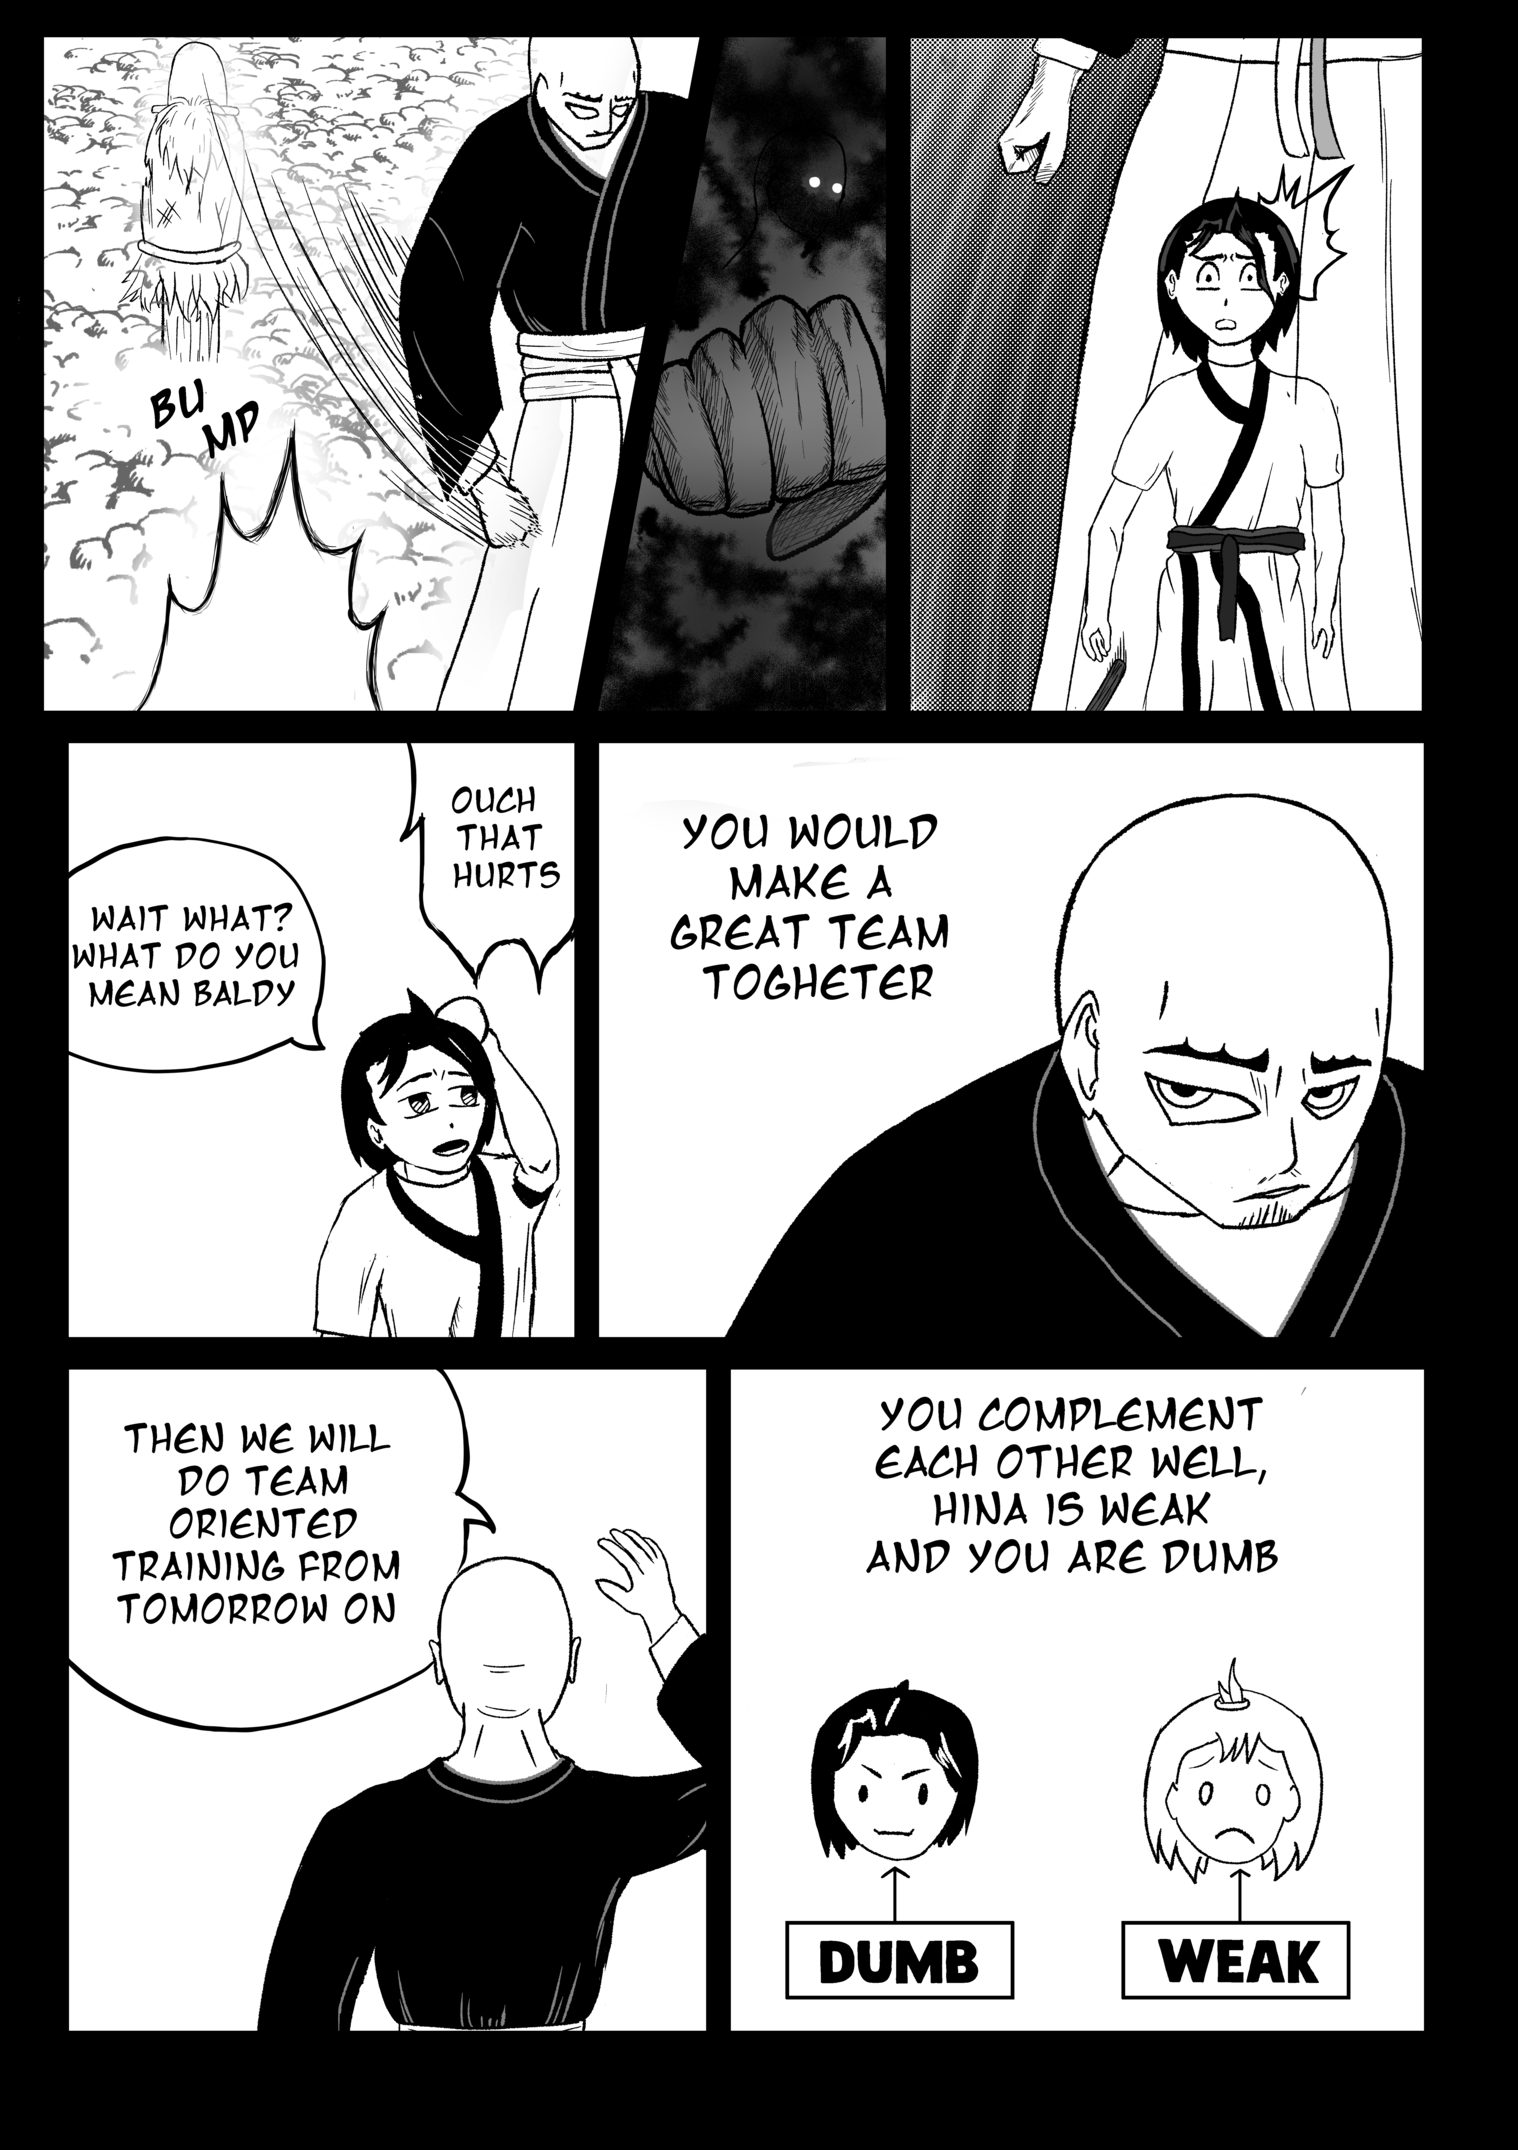 BU
MP
YOU WOULD
MAKE A
GREAT TEAM
TOGHETER
OUCH
THAT
HURTS
WAIT WHAT?
WHAT DO YOU
MEAN BALDY
YOU COMPLEMENT
EACH OTHER WELL,
HINA IS WEAK
AND YOU ARE DUMB
DUMB
WEAK
THEN WE WILL
DO TEAM
ORIENTED
TRAINING FROM
TOMORROW ON